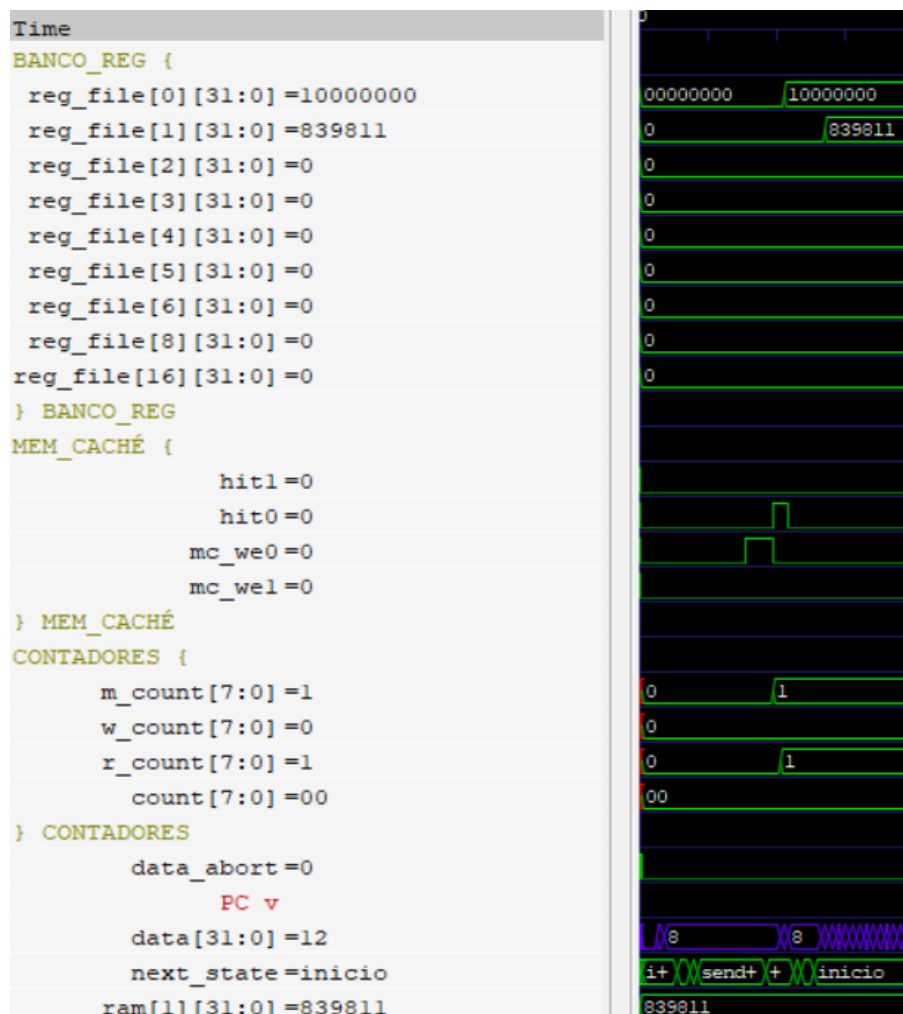 Time
BANCO_REG {
reg_file[0][31:0]=10000000 00000000 10000000
reg_file[1][31:0]=839811 0 839811
reg_file[2][31:0]=0 0
reg_file[3][31:0]=0 0
reg_file[4][31:0]=0 0
reg_file[5][31:0]=0 0
reg_file[6][31:0]=0 0
reg_file[8][31:0]=0 0
reg_file[16][31:0]=0 0
} BANCO_REG
MEM_CACHÉ {
hit1=0
hit0=0
mc_we0=0
mc_we1=0
} MEM_CACHÉ
CONTADORES {
m_count[7:0]=1 0 1
w_count[7:0]=0 0
r_count[7:0]=1 0 1
count[7:0]=00 00
} CONTADORES
data_abort=0
PC v
data[31:0]=12 8 8
next_state=inicio i+ send+ + inicio
ram[1][31:0]=839811 839811